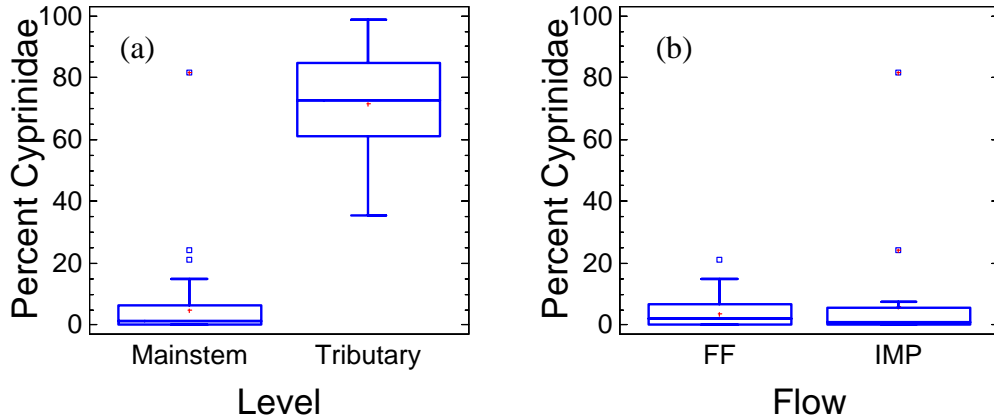 (a)
Percent Cyprinidae
100
80
60
40
20
0
Mainstem Tributary
Level
(b)
Percent Cyprinidae
100
80
60
40
20
0
FF IMP
Flow